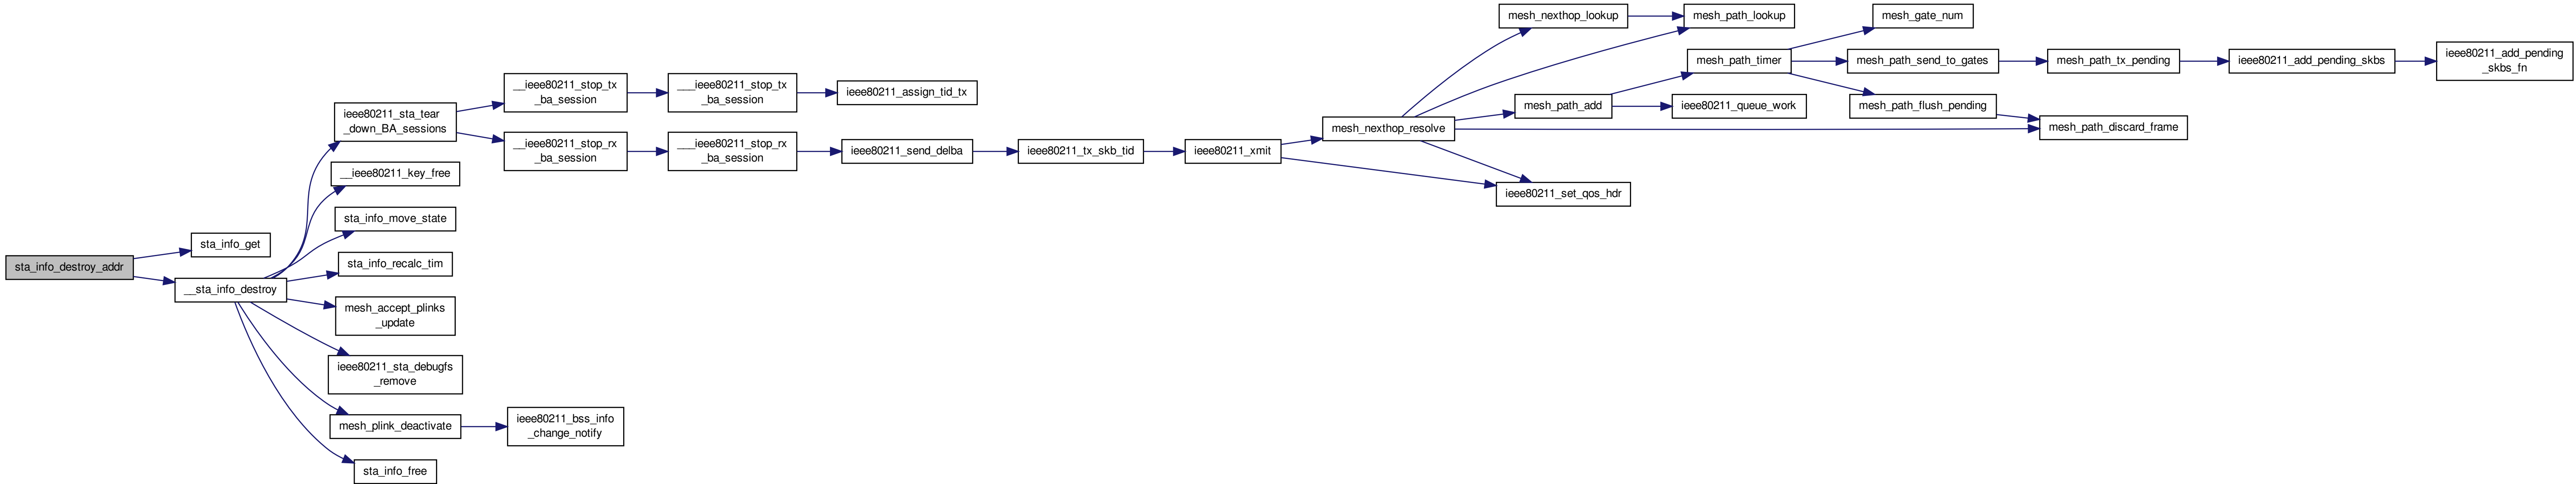 sta_info_destroy_addr
sta_info_get
__sta_info_destroy
ieee80211_sta_tear
_down_BA_sessions
__ieee80211_key_free
sta_info_move_state
sta_info_recalc_tim
mesh_accept_plinks
_update
ieee80211_sta_debugfs
_remove
mesh_plink_deactivate
sta_info_free
__ieee80211_stop_tx
_ba_session
__ieee80211_stop_rx
_ba_session
ieee80211_bss_info
_change_notify
___ieee80211_stop_tx
_ba_session
___ieee80211_stop_rx
_ba_session
ieee80211_assign_tid_tx
ieee80211_send_delba
ieee80211_tx_skb_tid
ieee80211_xmit
mesh_nexthop_resolve
mesh_nexthop_lookup
mesh_path_add
ieee80211_set_qos_hdr
mesh_path_lookup
mesh_path_timer
ieee80211_queue_work
mesh_gate_num
mesh_path_send_to_gates
mesh_path_flush_pending
mesh_path_tx_pending
mesh_path_discard_frame
ieee80211_add_pending_skbs
ieee80211_add_pending
_skbs_fn